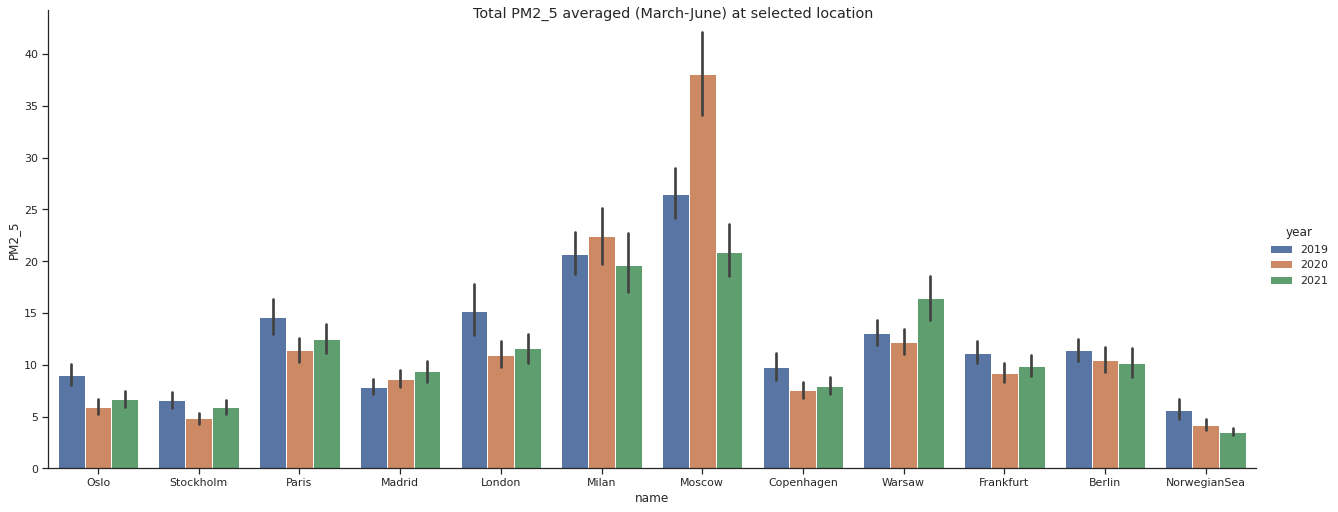 Total PM2_5 averaged (March-June) at selected location
40
35
30
25
20
15
10
5
0
PM2_5
Oslo Stockholm Paris Madrid London Milan Moscow Copenhagen Warsaw Frankfurt Berlin NorwegianSea
name
year
2019
2020
2021